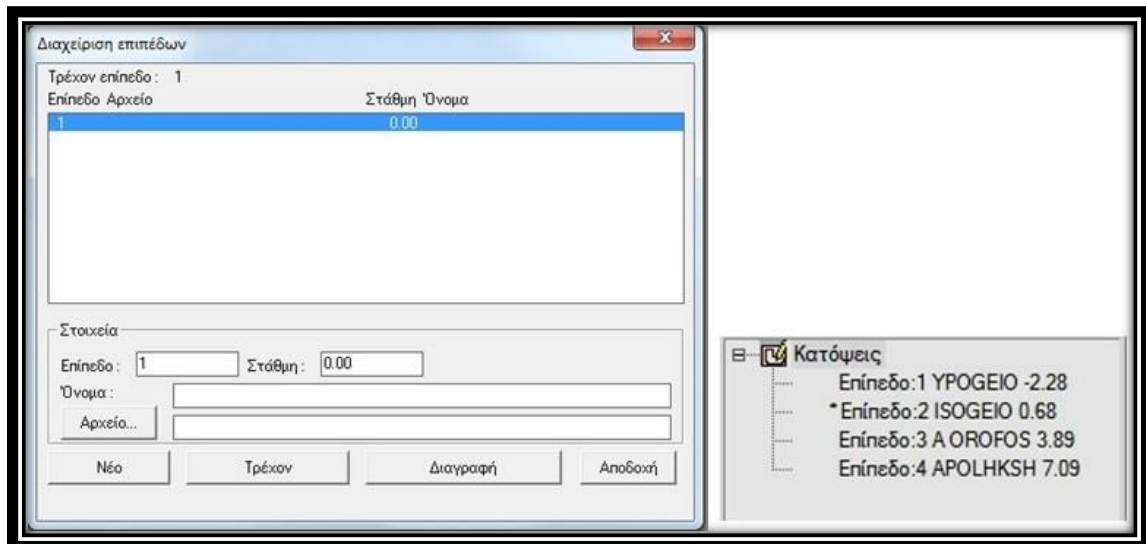 Διαχείριση επιπέδων
Τρέχον επίπεδο : 1
Επίπεδο Αρχείο Στάθμη Όνομα
1 0.00
Στοιχεία
Επίπεδο : 1 Στάθμη : 0.00
Όνομα :
Αρχείο...
Νέο Τρέχον Διαγραφή Αποδοχή
Κατόψεις
Επίπεδο:1 YPOGEIO -2.28
*Επίπεδο:2 ISOGEIO 0.68
Επίπεδο:3 A OROFOS 3.89
Επίπεδο:4 APOLHKSH 7.09